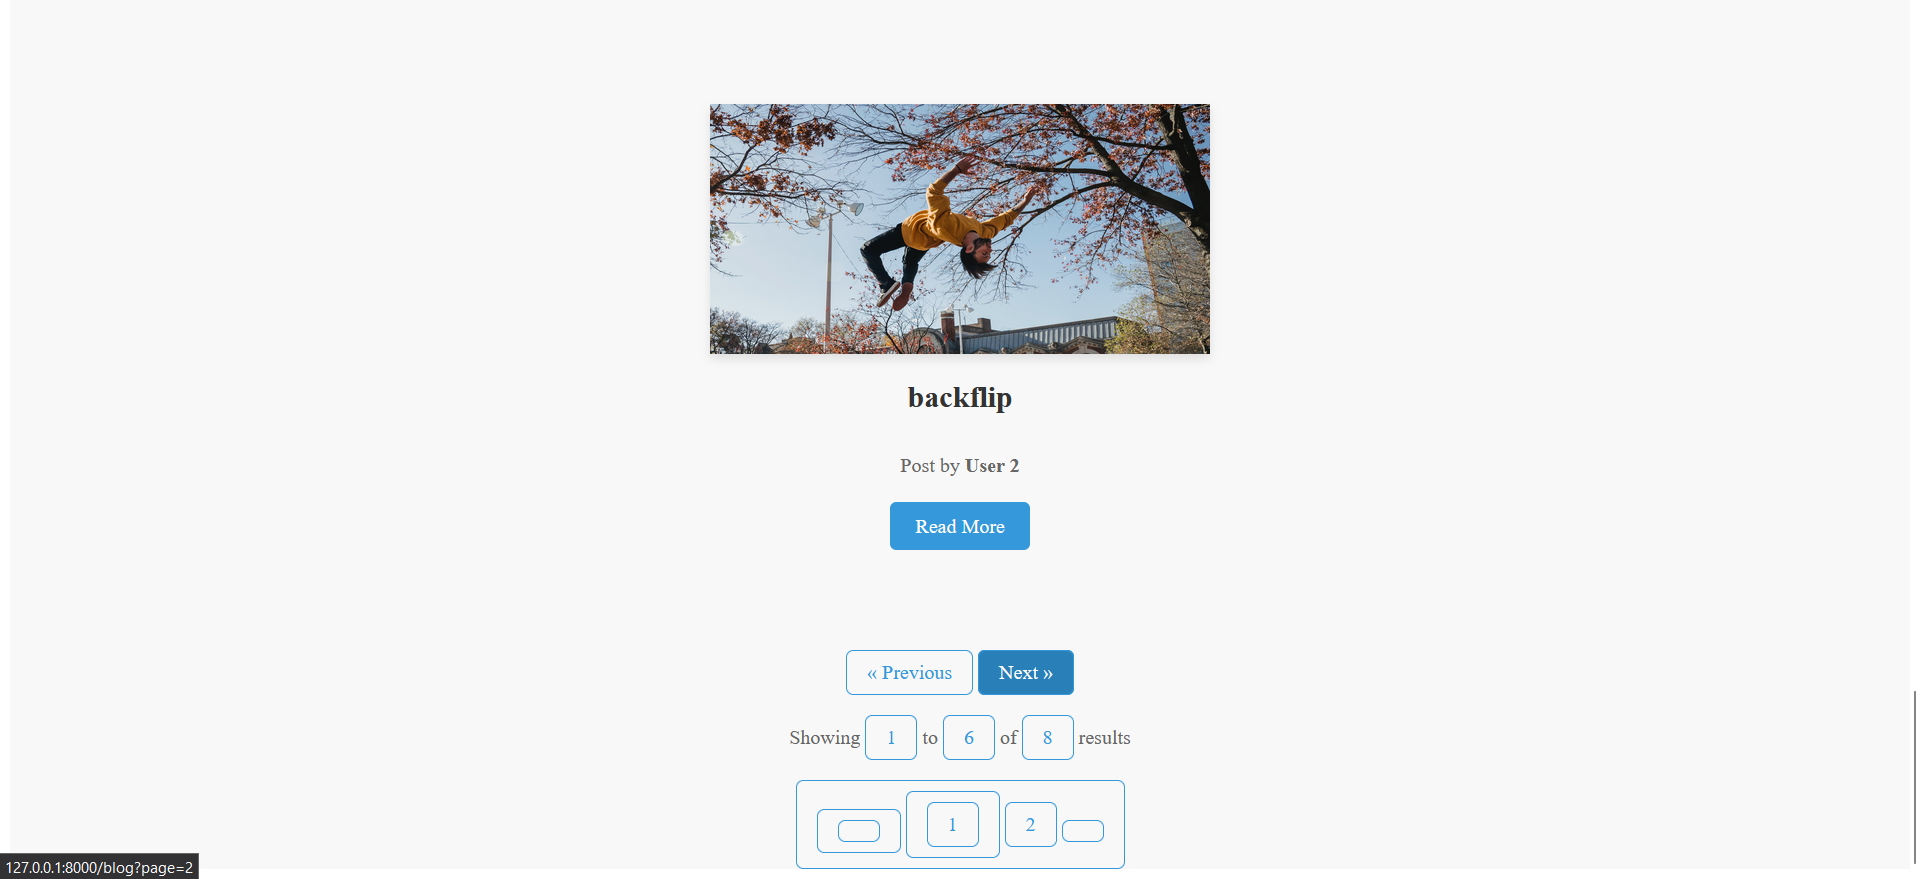 backflip
Post by User 2
Read More
« Previous Next »
Showing 1 to 6 of 8 results
1 2
127.0.0.1:8000/blog?page=2